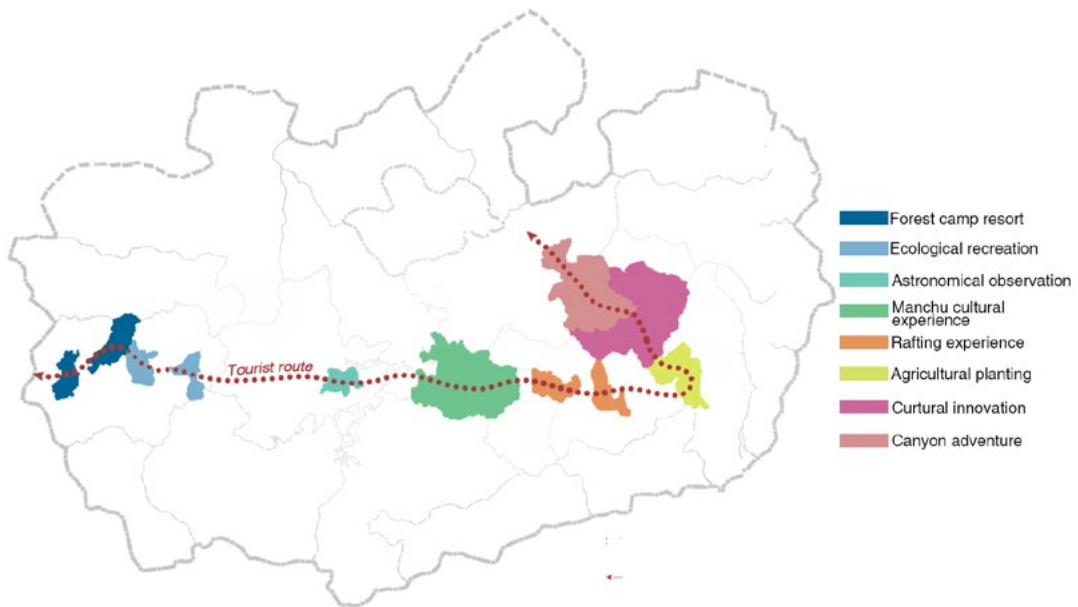 Tourist route
Forest camp resort
Ecological recreation
Astronomical observation
Manchu cultural
experience
Rafting experience
Agricultural planting
Curtural innovation
Canyon adventure